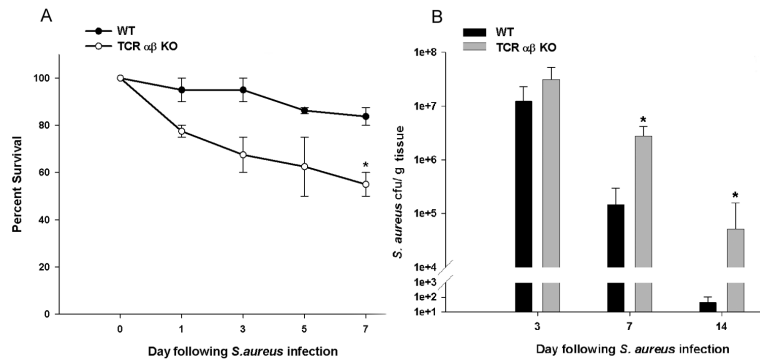 A
WT
TCR αβ KO
Percent Survival
100
80
60
40
20
0
*
0 1 3 5 7
Day following S.aureus infection
B
WT
TCR αβ KO
S. aureus cfu/ g tissue
1e+8
1e+7
1e+6
1e+5
1e+4
1e+3
1e+2
1e+1
*
*
3 7 14
Day following S.aureus infection